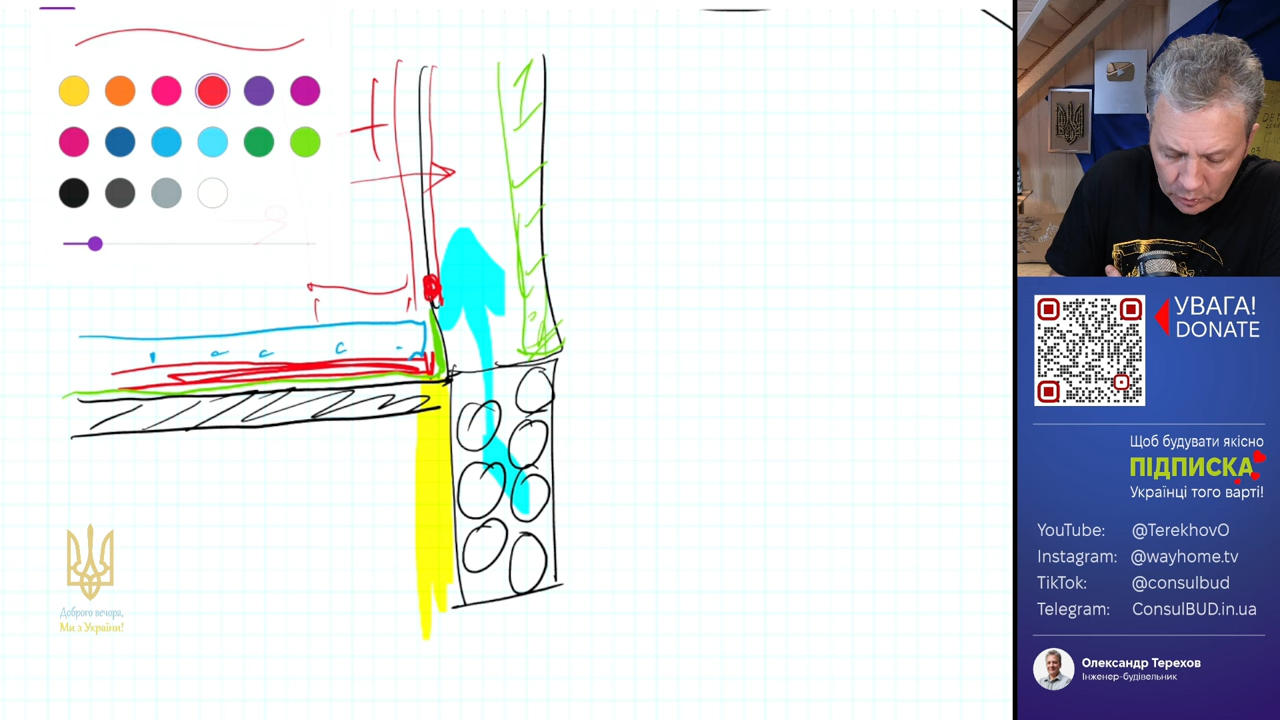 УВАГА!
DONATE
Щоб будувати якісно
ПІДПИСКА
Українці того варті!
YouTube: @TerekhovO
Instagram: @wayhome.tv
TikTok: @consulbud
Telegram: ConsulBUD.in.ua
Олександр Терехов
Інженер-будівельник
Доброго вечора,
Ми з України!